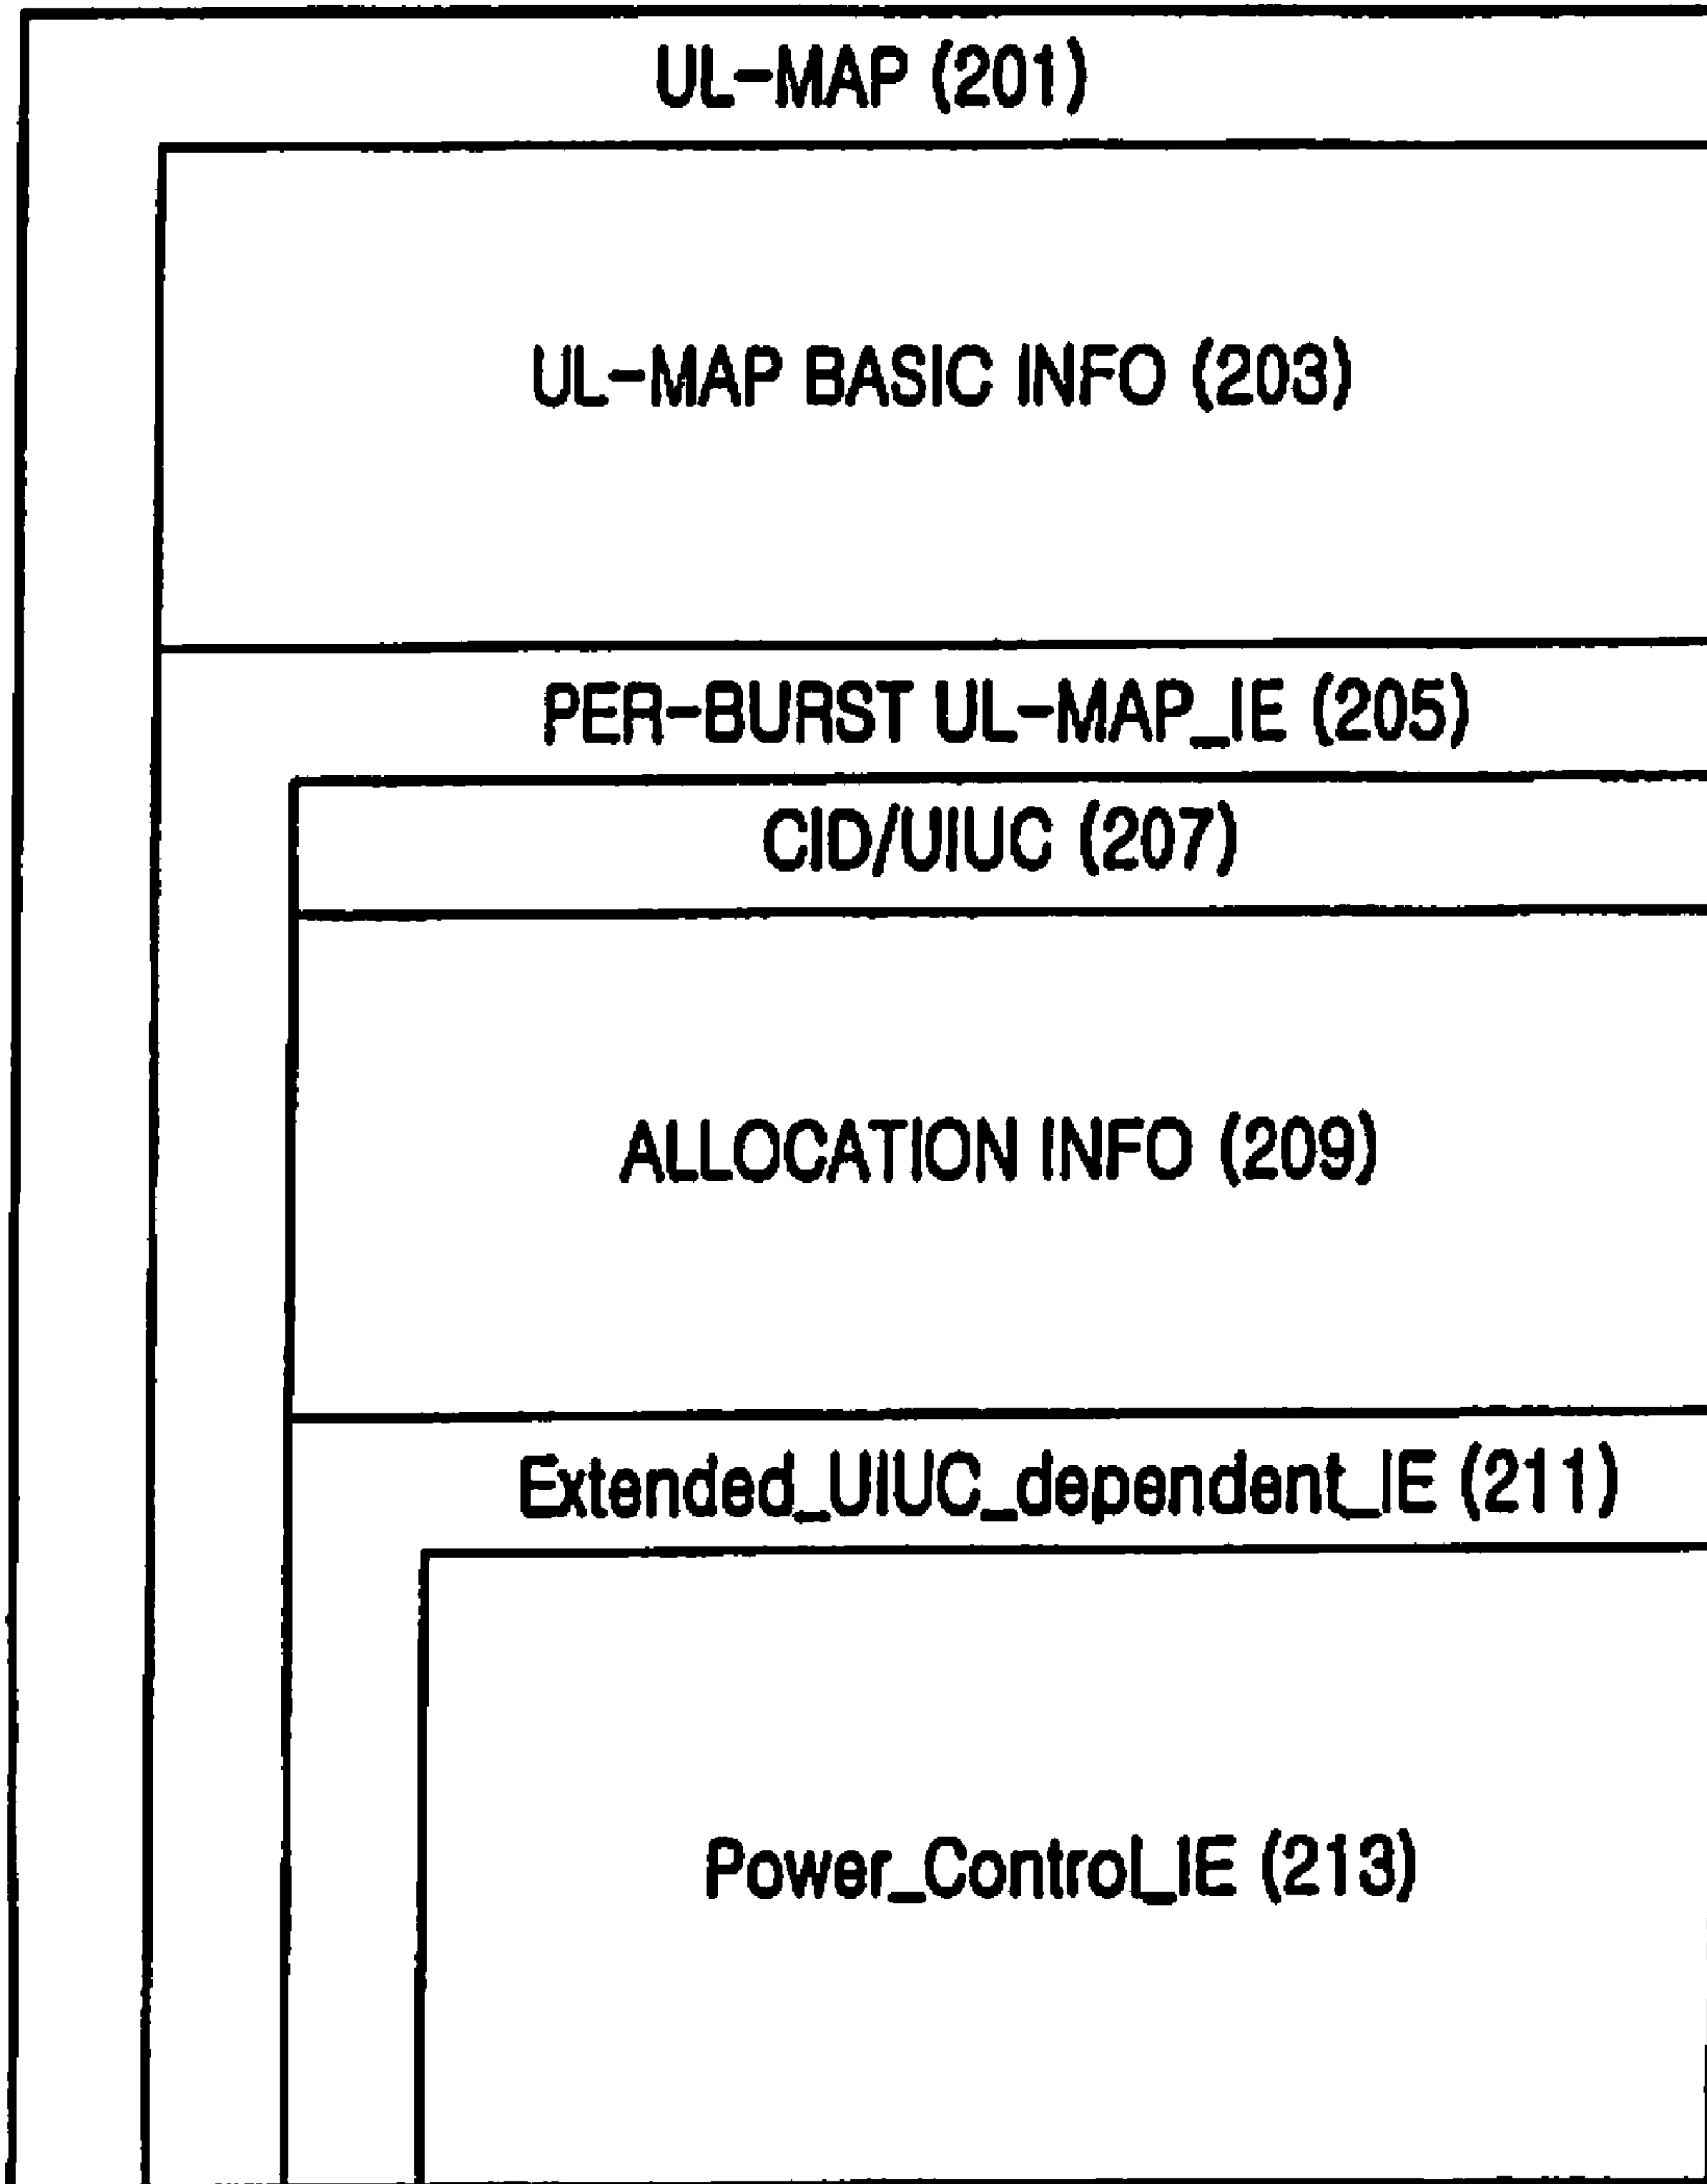 UL-MAP (201)
UL-MAP BASIC INFO (203)
PER-BURST UL-MAP_IE (205)
CID/UIUC (207)
ALLOCATION INFO (209)
Extended_UIUC_dependent_IE (211)
Power_Control_IE (213)